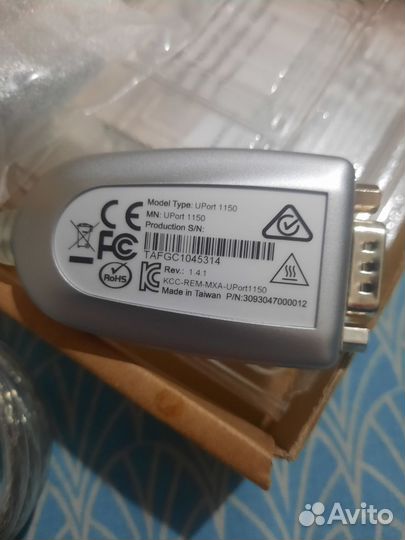 Model Type: UPort 1150
MN: UPort 1150
Production S/N:
TAFGC1045314
Rev.: 1.4.1
KCC-REM-MXA-UPort1150
Made in Taiwan P/N:3093047000012
CE
FC
RoHS
Avito